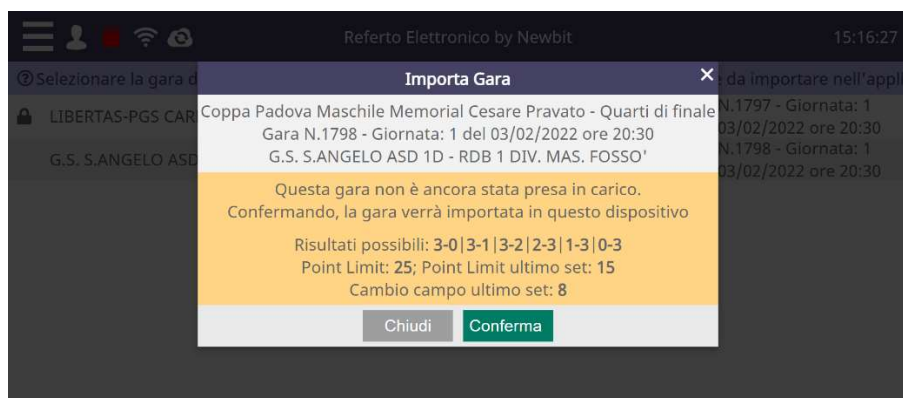 Referto Elettronico by Newbit
15:16:27
Selezionare la gara d
da importare nell'appli
LIBERTAS-PGS CAR
N.1797 - Giornata: 1
03/02/2022 ore 20:30
G.S. S.ANGELO ASD
N.1798 - Giornata: 1
03/02/2022 ore 20:30
Importa Gara
Coppa Padova Maschile Memorial Cesare Pravato - Quarti di finale
Gara N.1798 - Giornata: 1 del 03/02/2022 ore 20:30
G.S. S.ANGELO ASD 1D - RDB 1 DIV. MAS. FOSSO'
Questa gara non è ancora stata presa in carico.
Confermando, la gara verrà importata in questo dispositivo
Risultati possibili: 3-0|3-1|3-2|2-3|1-3|0-3
Point Limit: 25; Point Limit ultimo set: 15
Cambio campo ultimo set: 8
Chiudi
Conferma